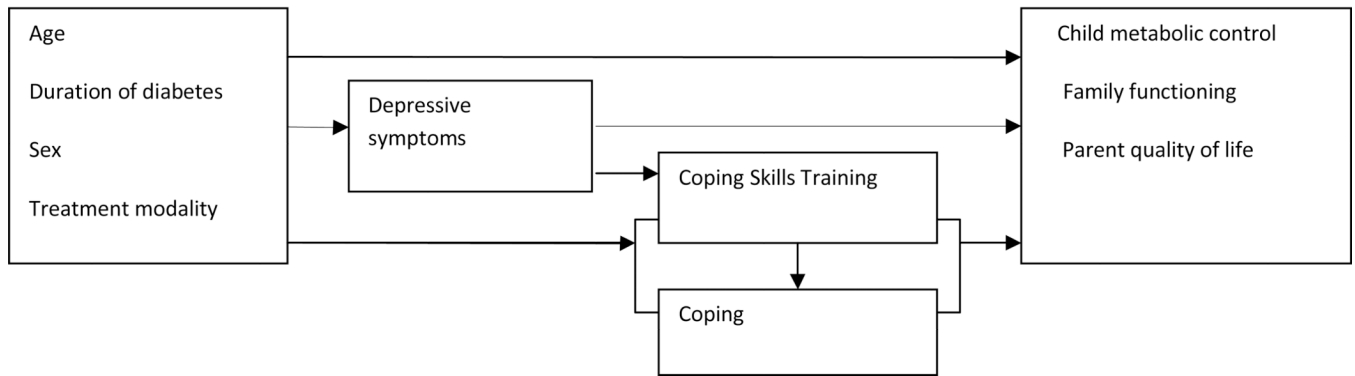 Age
Duration of diabetes
Sex
Treatment modality
Depressive
symptoms
Coping Skills Training
Coping
Child metabolic control
Family functioning
Parent quality of life